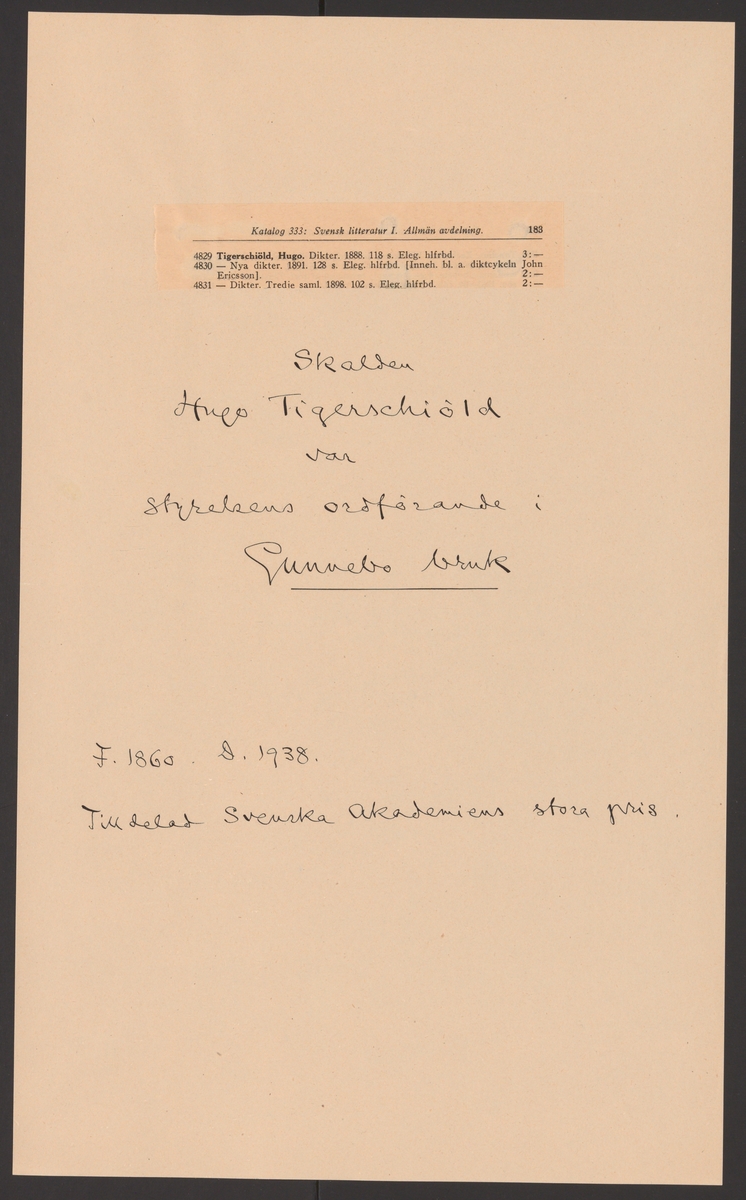 Katalog 333: Svensk litteratur I. Allmän avdelning. 183
4829 Tigerschiöld, Hugo. Dikter. 1888. 118 s. Eleg. hlfrbd. 3:—
4830 — Nya dikter. 1891. 128 s. Eleg. hlfrbd. [Inneh. bl. a. diktcykeln John
Ericsson]. 2:—
4831 — Dikter. Tredie saml. 1898. 102 s. Eleg. hlfrbd. 2:—
Skalden
Hugo Tigerschiöld
var
styrelsens ordförande i
Gunnebo bruk
F. 1860. D. 1938.
Tilldelad Svenska Akademiens stora pris.